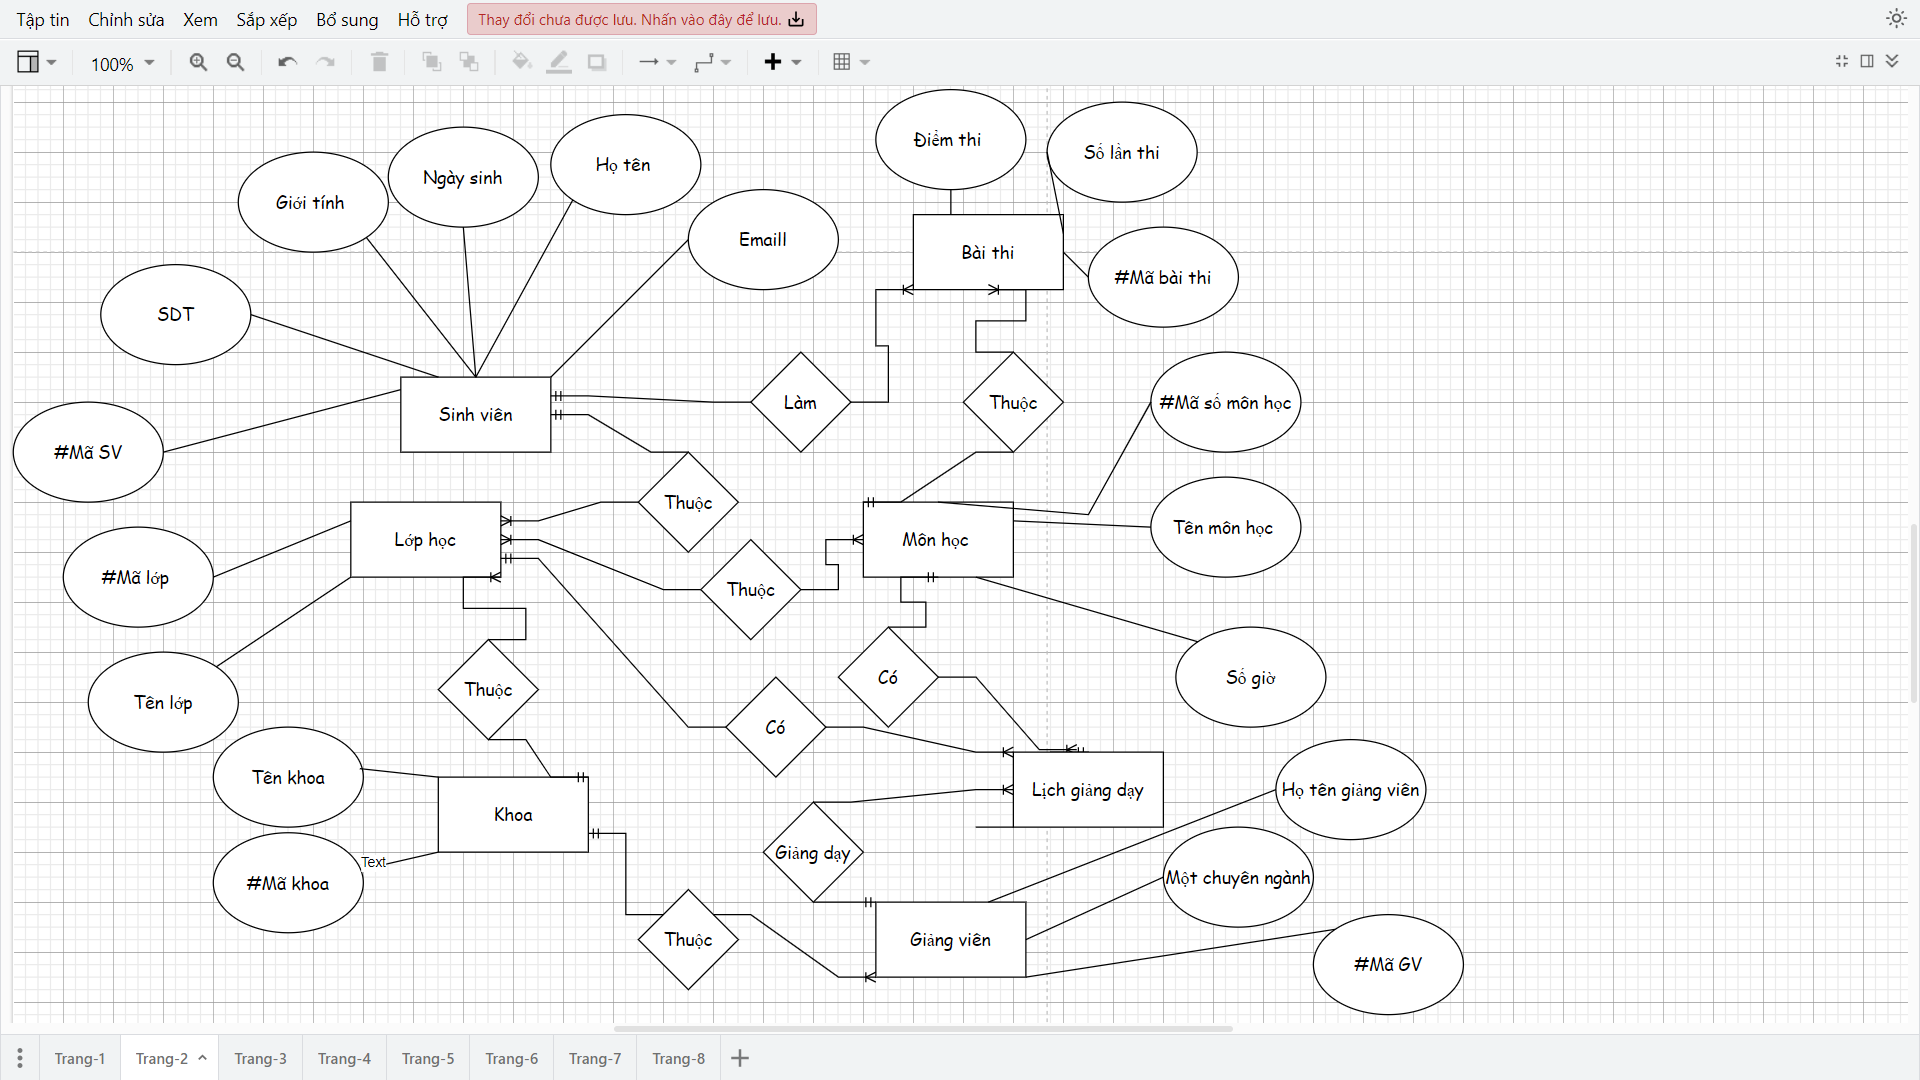 Tập tin Chỉnh sửa Xem Sắp xếp Bổ sung Hỗ trợ Thay đổi chưa được lưu. Nhấn vào đây để lưu.
100%
Điểm thi
Số lần thi
Họ tên
Ngày sinh
Giới tính
Emaill
Bài thi
#Mã bài thi
SDT
Làm
Thuộc
#Mã số môn học
Sinh viên
#Mã SV
Thuộc
Tên môn học
Lớp học
Môn học
#Mã lớp
Thuộc
Có
Số giờ
Thuộc
Tên lớp
Có
Tên khoa
Lịch giảng dạy
Họ tên giảng viên
Khoa
Giảng dạy
Text
#Mã khoa
Một chuyên ngành
Thuộc
Giảng viên
#Mã GV
Trang-1 Trang-2 Trang-3 Trang-4 Trang-5 Trang-6 Trang-7 Trang-8